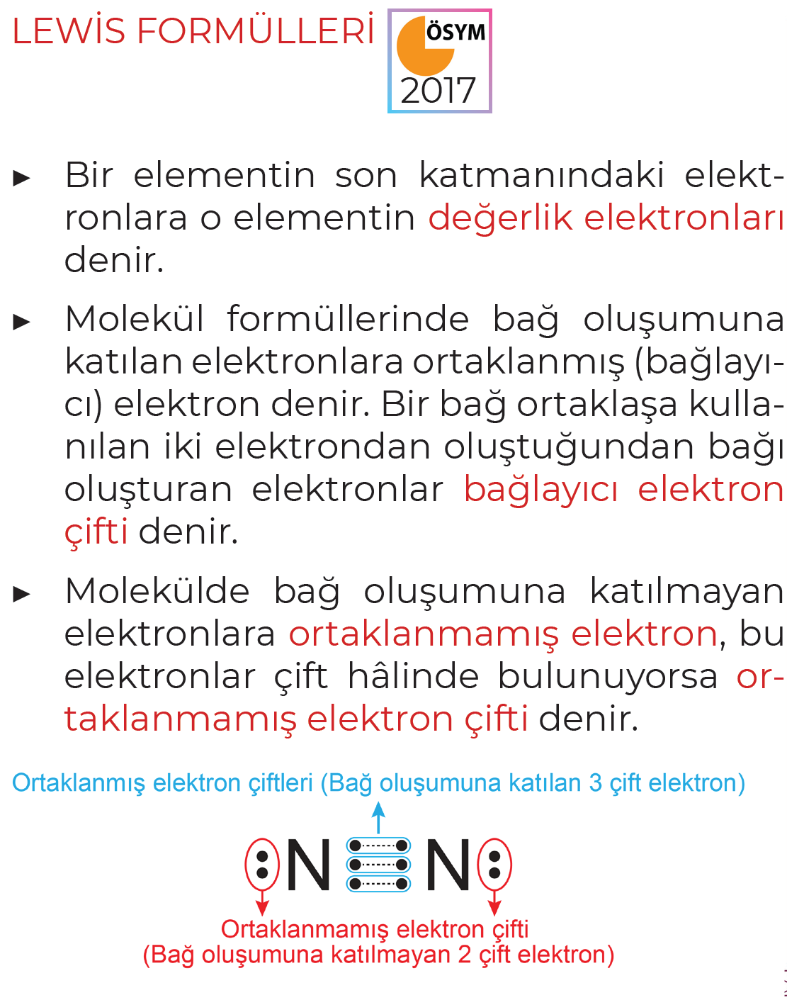 LEWİS FORMÜLLERİ
ÖSYM
2017
► Bir elementin son katmanındaki elekt-
ronlara o elementin değerlik elektronları
denir.
► Molekül formüllerinde bağ oluşumuna
katılan elektronlara ortaklanmış (bağlayı-
cı) elektron denir. Bir bağ ortaklaşa kulla-
nılan iki elektrondan oluştuğundan bağı
oluşturan elektronlar bağlayıcı elektron
çifti denir.
► Molekülde bağ oluşumuna katılmayan
elektronlara ortaklanmamış elektron, bu
elektronlar çift hâlinde bulunuyorsa or-
taklanmamış elektron çifti denir.
Ortaklanmış elektron çiftleri (Bağ oluşumuna katılan 3 çift elektron)
N N
Ortaklanmamış elektron çifti
(Bağ oluşumuna katılmayan 2 çift elektron)